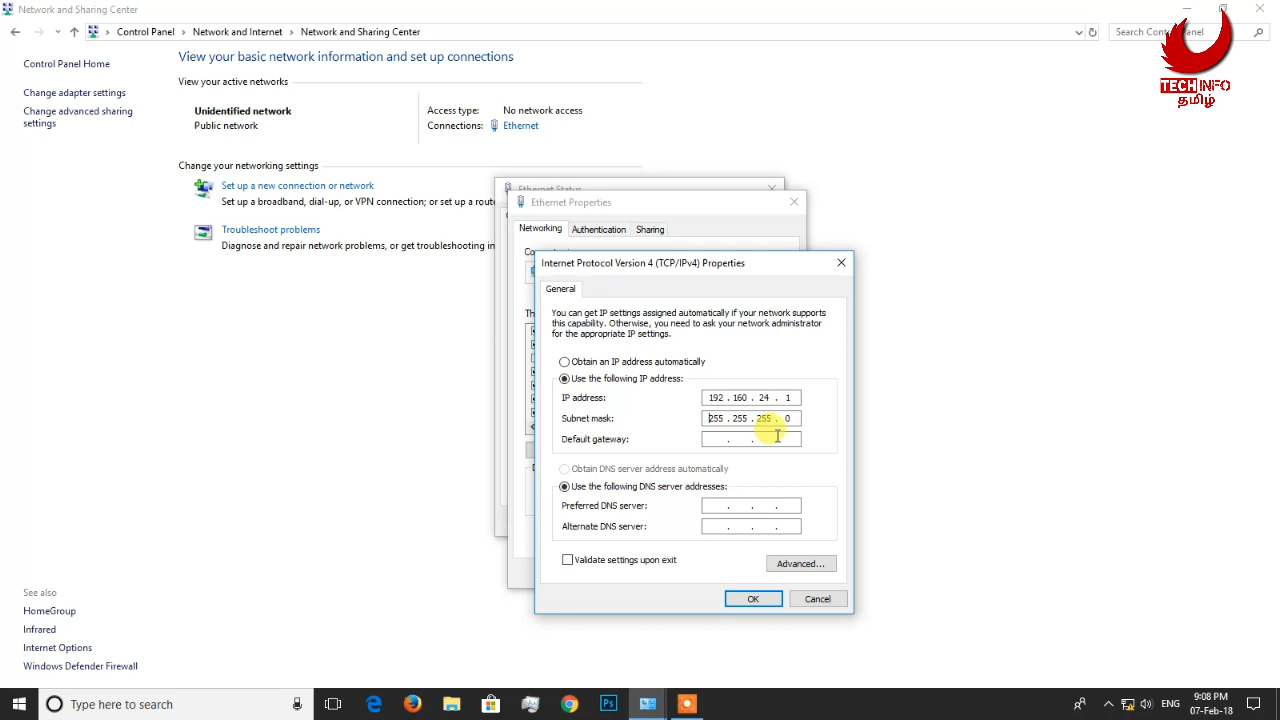 Network and Sharing Center
Control Panel
Network and Internet
Network and Sharing Center
TECH INFO
தமிழ்
Control Panel Home
Change adapter settings
Change advanced sharing
settings
View your basic network information and set up connections
View your active networks
Unidentified network
Public network
Access type: No network access
Connections: Ethernet
Change your networking settings
Set up a new connection or network
Set up a broadband, dial-up, or VPN connection; or set up a
Troubleshoot problems
Diagnose and repair network problems, or get troubleshooting
Ethernet Status
Ethernet Properties
Networking Authentication Sharing
Internet Protocol Version 4 (TCP/IPv4) Properties
General
You can get IP settings assigned automatically if your network supports
this capability. Otherwise, you need to ask your network administrator
for the appropriate IP settings.
Obtain an IP address automatically
Use the following IP address:
IP address: 192 . 160 . 24 . 1
Subnet mask: 255 . 255 . 255 . 0
Default gateway: . . .
Obtain DNS server address automatically
Use the following DNS server addresses:
Preferred DNS server: . . .
Alternate DNS server: . . .
Validate settings upon exit
Advanced...
OK Cancel
See also
HomeGroup
Infrared
Internet Options
Windows Defender Firewall
Type here to search
Ps
ENG
9:08 PM
07-Feb-18